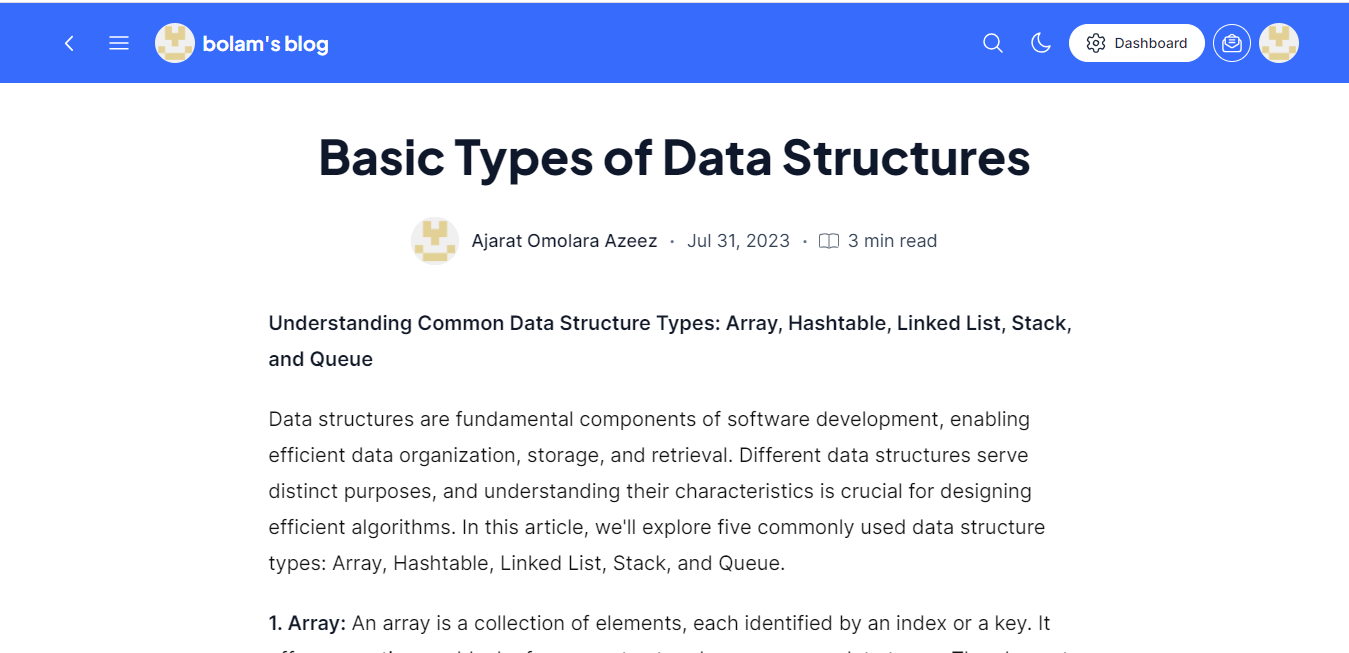 bolam's blog
Dashboard
Basic Types of Data Structures
Ajarat Omolara Azeez · Jul 31, 2023 · 3 min read
Understanding Common Data Structure Types: Array, Hashtable, Linked List, Stack,
and Queue
Data structures are fundamental components of software development, enabling
efficient data organization, storage, and retrieval. Different data structures serve
distinct purposes, and understanding their characteristics is crucial for designing
efficient algorithms. In this article, we'll explore five commonly used data structure
types: Array, Hashtable, Linked List, Stack, and Queue.
1. Array: An array is a collection of elements, each identified by an index or a key. It